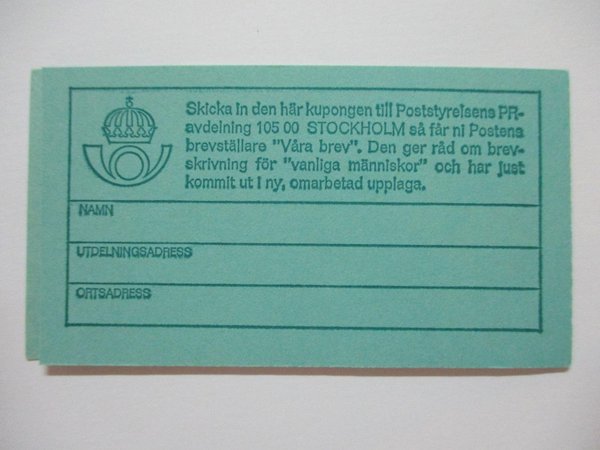 Skicka in den här kupongen till Poststyrelsens PR-
avdelning 105 00 STOCKHOLM så får ni Postens
brevställare "Våra brev". Den ger råd om brev-
skrivning för "vanliga människor" och har just
kommit ut i ny, omarbetad upplaga.
NAMN
UTDELNINGSADRESS
ORTSADRESS